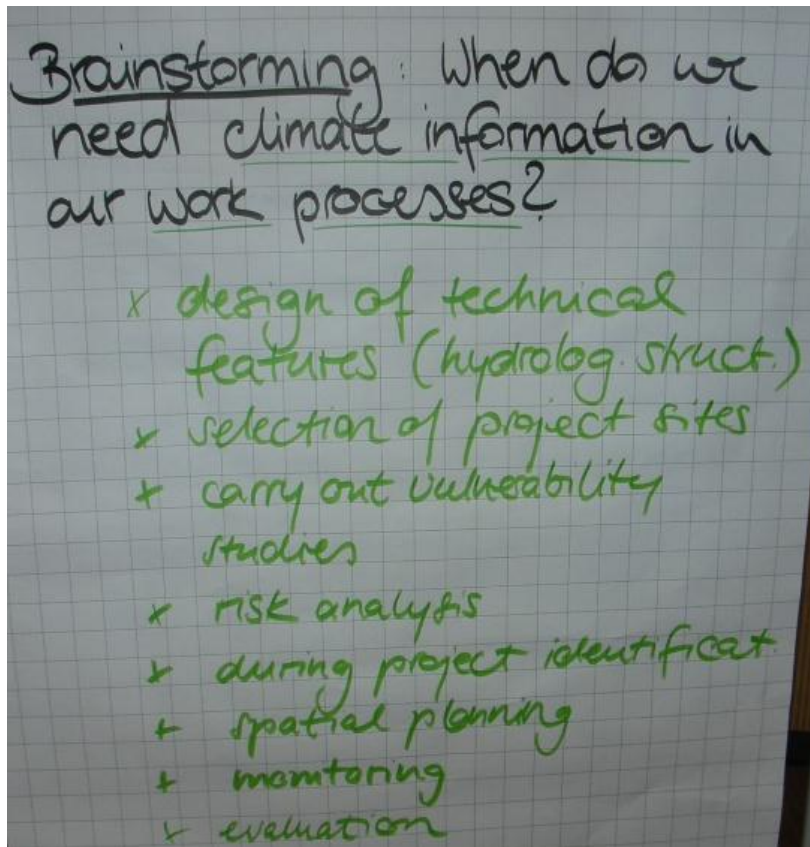 Brainstorming: When do we
need climate information in
our work processes?
x design of technical
features (hydrolog. struct.)
x selection of project sites
x carry out vulnerability
studies
x risk analysis
x during project identificat.
x spatial planning
x monitoring
x evaluation